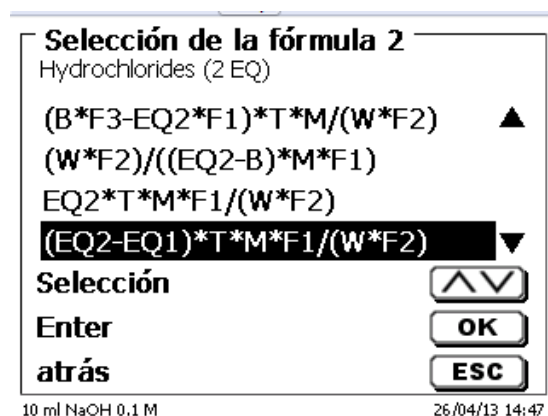 Selección de la fórmula 2
Hydrochlorides (2 EQ)
(B*F3-EQ2*F1)*T*M/(W*F2)
(W*F2)/((EQ2-B)*M*F1)
EQ2*T*M*F1/(W*F2)
(EQ2-EQ1)*T*M*F1/(W*F2)
Selección
Enter OK
atrás ESC
10 ml NaOH 0.1 M 26/04/13 14:47